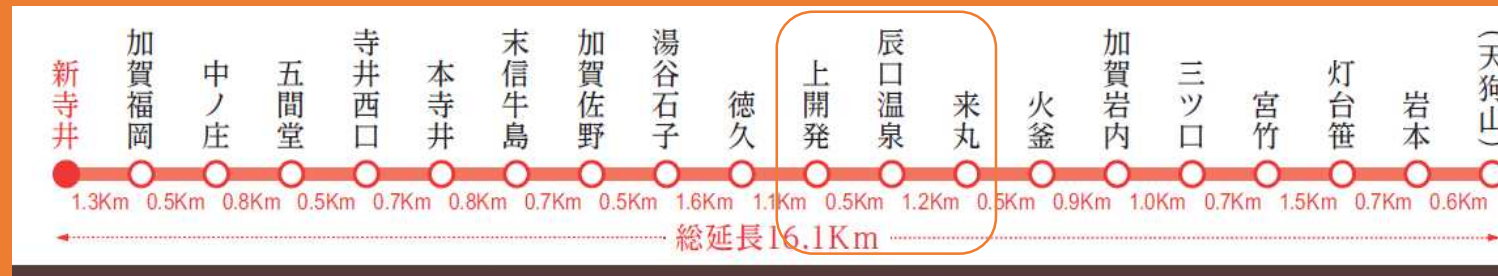 新寺井
加賀福岡
中ノ庄
五間堂
寺井西口
本寺井
末信牛島
加賀佐野
湯谷石子
徳久
上開発
辰口温泉
来丸
火釜
加賀岩内
三ツ口
宮竹
灯台笹
岩本
(天狗山)
1.3Km 0.5Km 0.8Km 0.5Km 0.7Km 0.8Km 0.7Km 0.5Km 1.6Km 1.1Km 0.5Km 1.2Km 0.5Km 0.9Km 1.0Km 0.7Km 1.5Km 0.7Km 0.6Km
総延長16.1Km